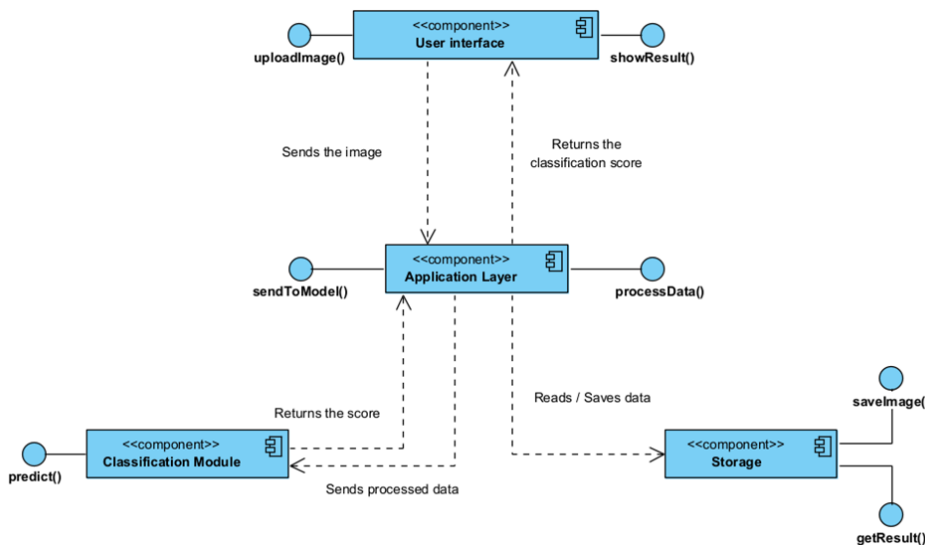 <<component>>
User interface
uploadImage()
showResult()
Sends the image
Returns the
classification score
<<component>>
Application Layer
sendToModel()
processData()
Reads / Saves data
saveImage(
Returns the score
<<component>>
Classification Module
predict()
<<component>>
Storage
Sends processed data
getResult()